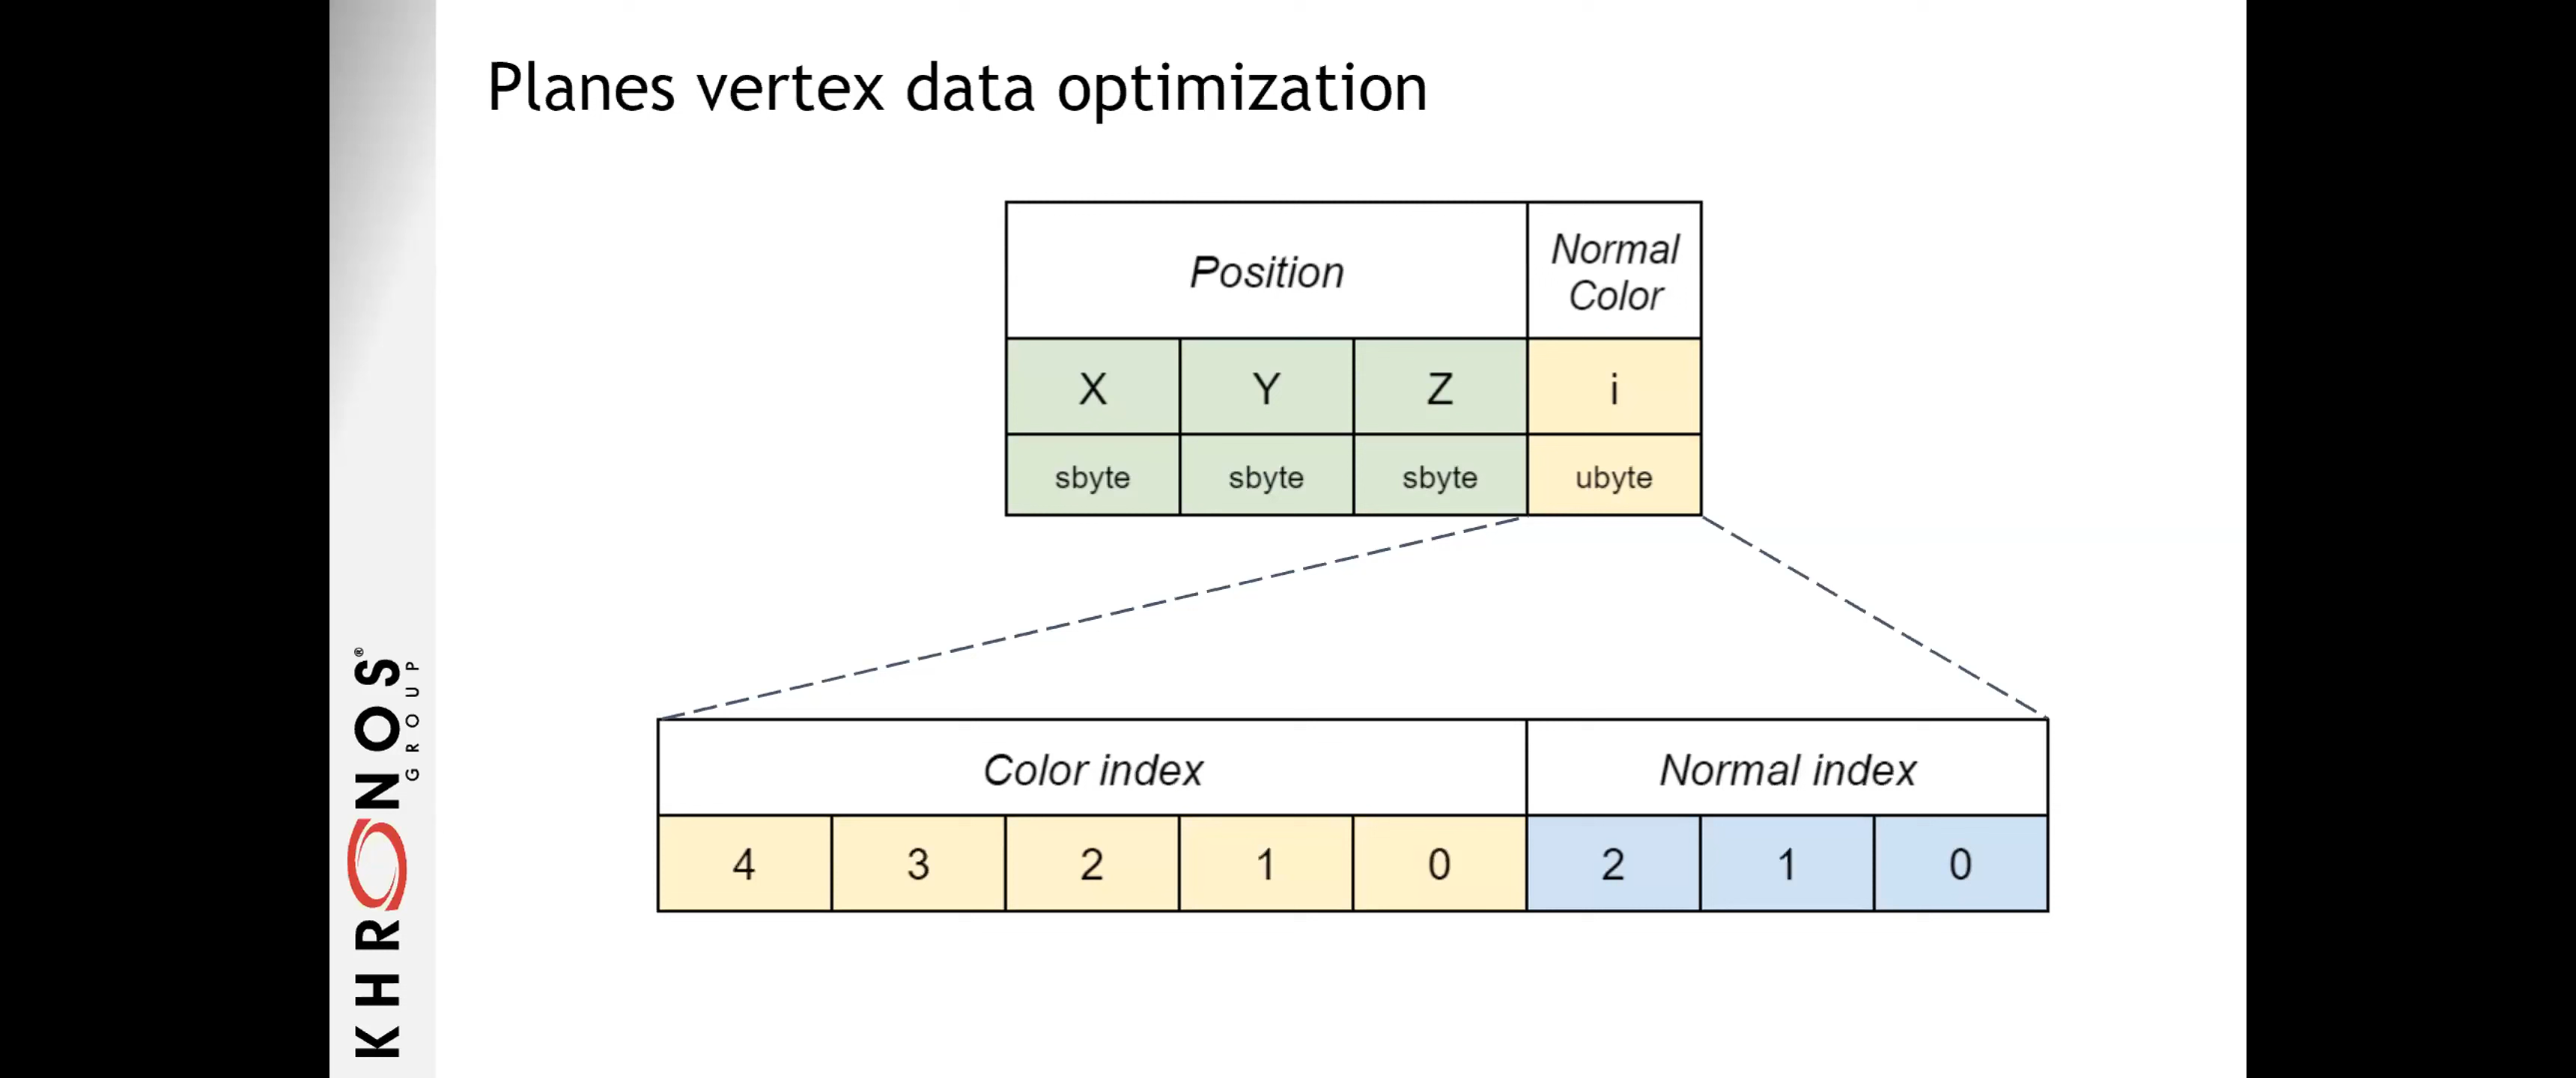 Planes vertex data optimization
Position
Normal
Color
X Y Z i
sbyte sbyte sbyte ubyte
Color index Normal index
4 3 2 1 0 2 1 0
KHRONOS®
GROUP